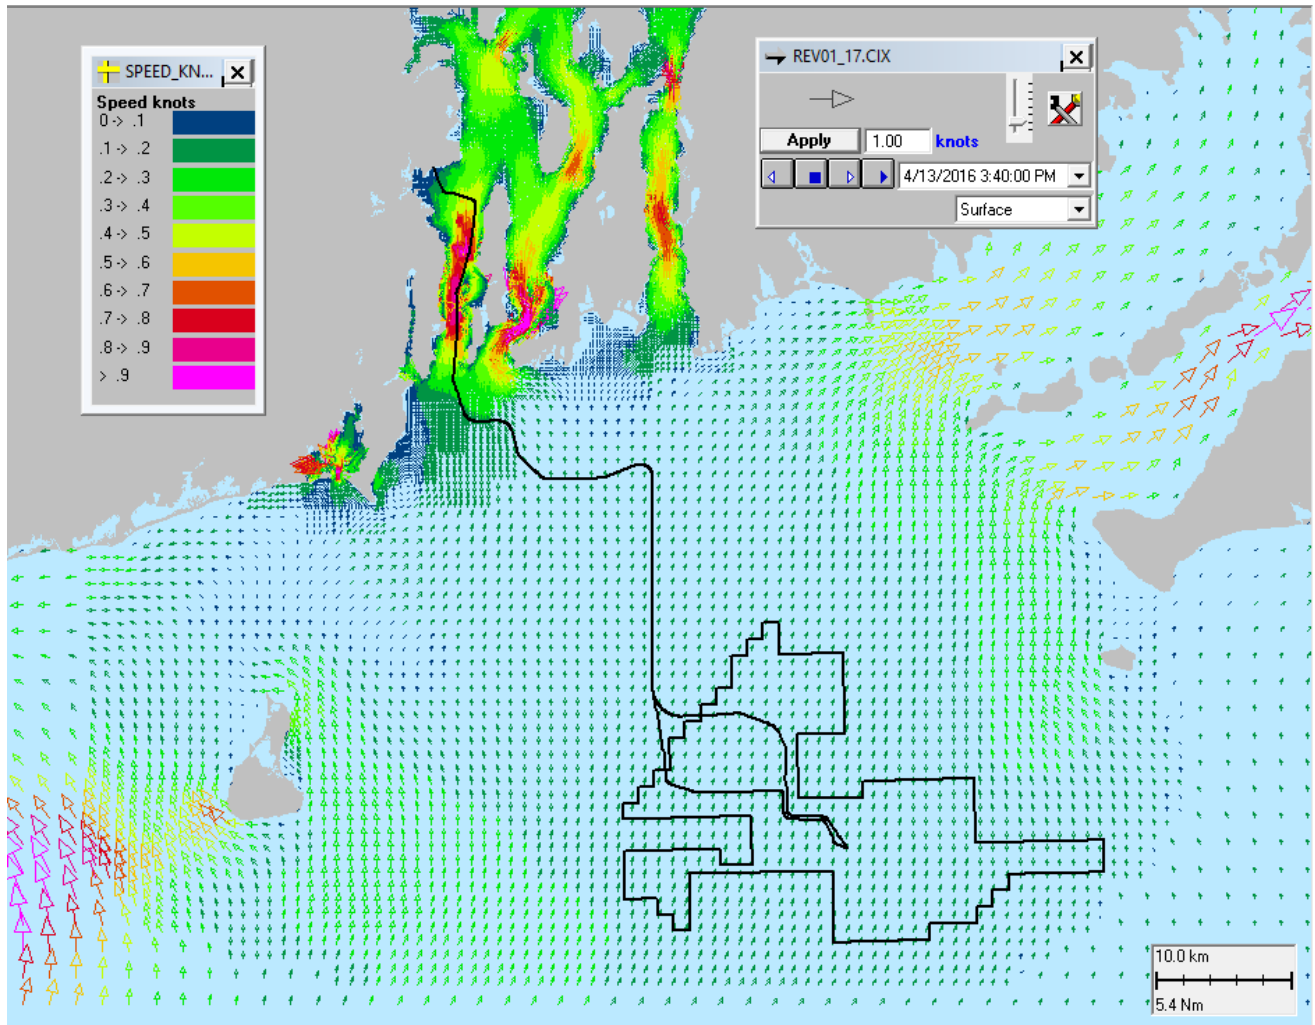 SPEED_KN...
Speed knots
0 -> .1
.1 -> .2
.2 -> .3
.3 -> .4
.4 -> .5
.5 -> .6
.6 -> .7
.7 -> .8
.8 -> .9
> .9
REV01_17.CIX
Apply 1.00 knots
4/13/2016 3:40:00 PM
Surface
10.0 km
5.4 Nm